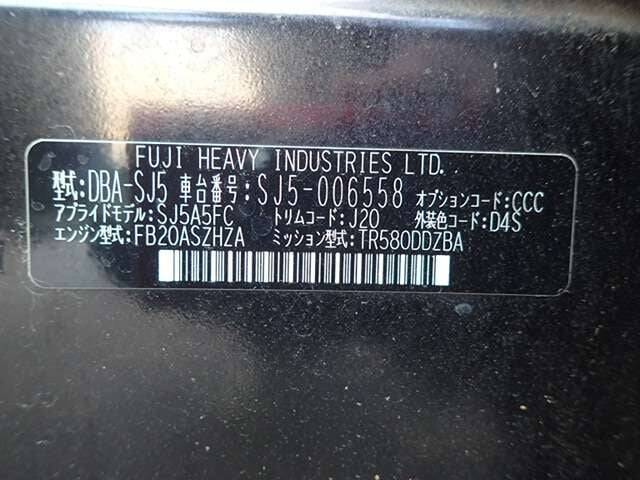 FUJI HEAVY INDUSTRIES LTD.
型式:DBA-SJ5 車台番号:SJ5-006558 オプションコード:CCC
アプライドモデル:SJ5A5FC トリムコード:J20 外装色コード:D4S
エンジン型式:FB20ASZHZA ミッション型式:TR580DDZBA